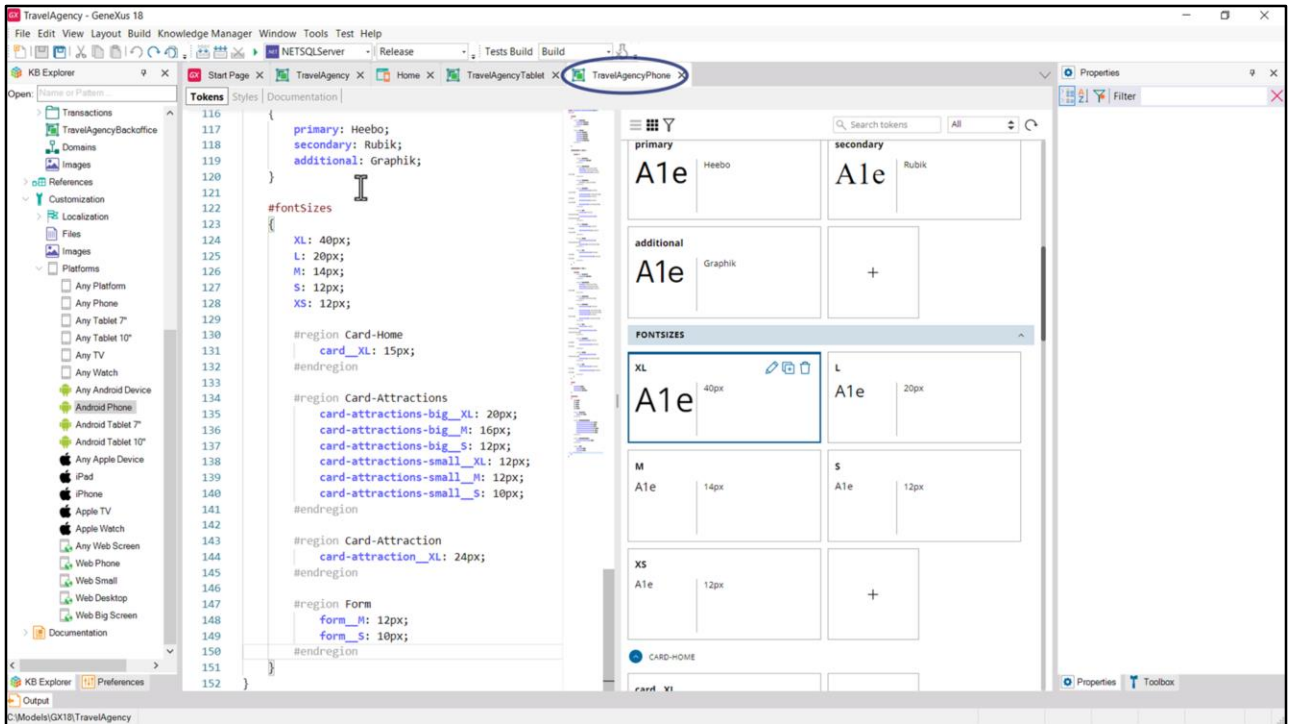 TravelAgency - GeneXus 18
File Edit View Layout Build Knowledge Manager Window Tools Test Help
NETSQLServer Release Tests Build Build
KB Explorer
Open: Name or Pattern...
Transactions
TravelAgencyBackoffice
Domains
Images
References
Customization
Localization
Files
Images
Platforms
Any Platform
Any Phone
Any Tablet 7"
Any Tablet 10"
Any TV
Any Watch
Any Android Device
Android Phone
Android Tablet 7"
Android Tablet 10"
Any Apple Device
iPad
iPhone
Apple TV
Apple Watch
Any Web Screen
Web Phone
Web Small
Web Desktop
Web Big Screen
Documentation
KB Explorer Preferences
Output
C:\Models\GX18\TravelAgency
Start Page TravelAgency Home TravelAgencyTablet TravelAgencyPhone
Tokens Styles Documentation
116 {
117 primary: Heebo;
118 secondary: Rubik;
119 additional: Graphik;
120 }
121
122 #fontSizes
123 {
124 XL: 40px;
125 L: 20px;
126 M: 14px;
127 S: 12px;
128 XS: 12px;
129
130 #region Card-Home
131 card__XL: 15px;
132 #endregion
133
134 #region Card-Attractions
135 card-attractions-big__XL: 20px;
136 card-attractions-big__M: 16px;
137 card-attractions-big__S: 12px;
138 card-attractions-small__XL: 12px;
139 card-attractions-small__M: 12px;
140 card-attractions-small__S: 10px;
141 #endregion
142
143 #region Card-Attraction
144 card-attraction__XL: 24px;
145 #endregion
146
147 #region Form
148 form__M: 12px;
149 form__S: 10px;
150 #endregion
151 }
152 }
Search tokens All
primary secondary
A1e Heebo A1e Rubik
additional
A1e Graphik +
FONTSIZES
XL L
A1e 40px A1e 20px
M S
A1e 14px A1e 12px
XS
A1e 12px +
CARD-HOME
card__XL
Properties
Filter
Properties Toolbox